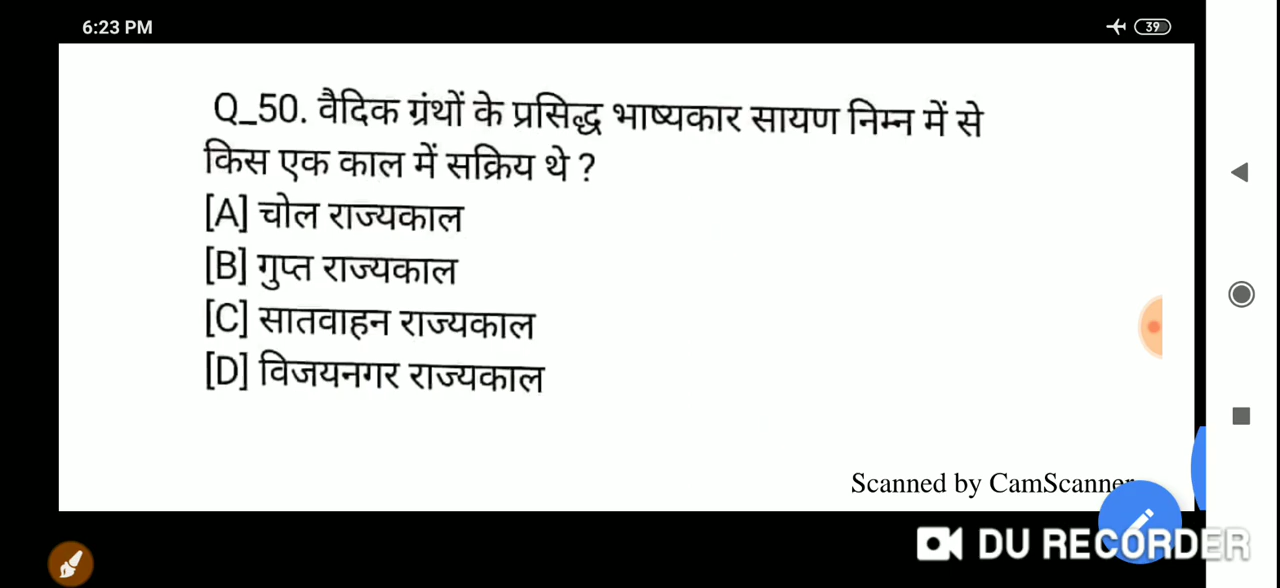 6:23 PM
39
Q_50. वैदिक ग्रंथों के प्रसिद्ध भाष्यकार सायण निम्न में से
किस एक काल में सक्रिय थे ?
[A] चोल राज्यकाल
[B] गुप्त राज्यकाल
[C] सातवाहन राज्यकाल
[D] विजयनगर राज्यकाल
Scanned by CamScanner
DU RECORDER